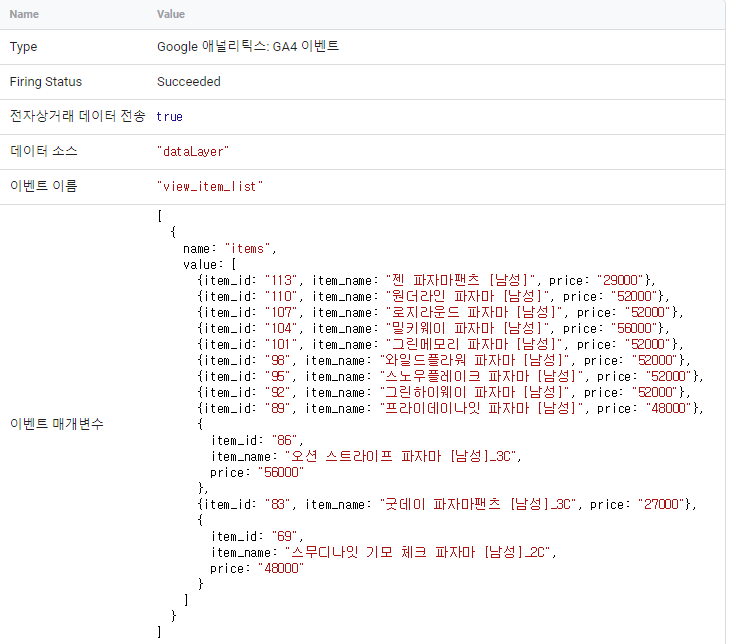 Name Value
Type Google 애널리틱스: GA4 이벤트
Firing Status Succeeded
전자상거래 데이터 전송 true
데이터 소스 "dataLayer"
이벤트 이름 "view_item_list"
이벤트 매개변수
[
{
name: "items",
value: [
{item_id: "113", item_name: "젠 파자마팬츠 [남성]", price: "29000"},
{item_id: "110", item_name: "원더라인 파자마 [남성]", price: "52000"},
{item_id: "107", item_name: "로지라운드 파자마 [남성]", price: "52000"},
{item_id: "104", item_name: "밀키웨이 파자마 [남성]", price: "56000"},
{item_id: "101", item_name: "그린메모리 파자마 [남성]", price: "52000"},
{item_id: "98", item_name: "와일드플라워 파자마 [남성]", price: "52000"},
{item_id: "95", item_name: "스노우플레이크 파자마 [남성]", price: "52000"},
{item_id: "92", item_name: "그린하이웨이 파자마 [남성]", price: "52000"},
{item_id: "89", item_name: "프라이데이나잇 파자마 [남성]", price: "48000"},
{
item_id: "86",
item_name: "오션 스트라이프 파자마 [남성]_3C",
price: "56000"
},
{item_id: "83", item_name: "굿데이 파자마팬츠 [남성]_3C", price: "27000"},
{
item_id: "69",
item_name: "스무디나잇 기모 체크 파자마 [남성]_2C",
price: "48000"
}
]
}
]